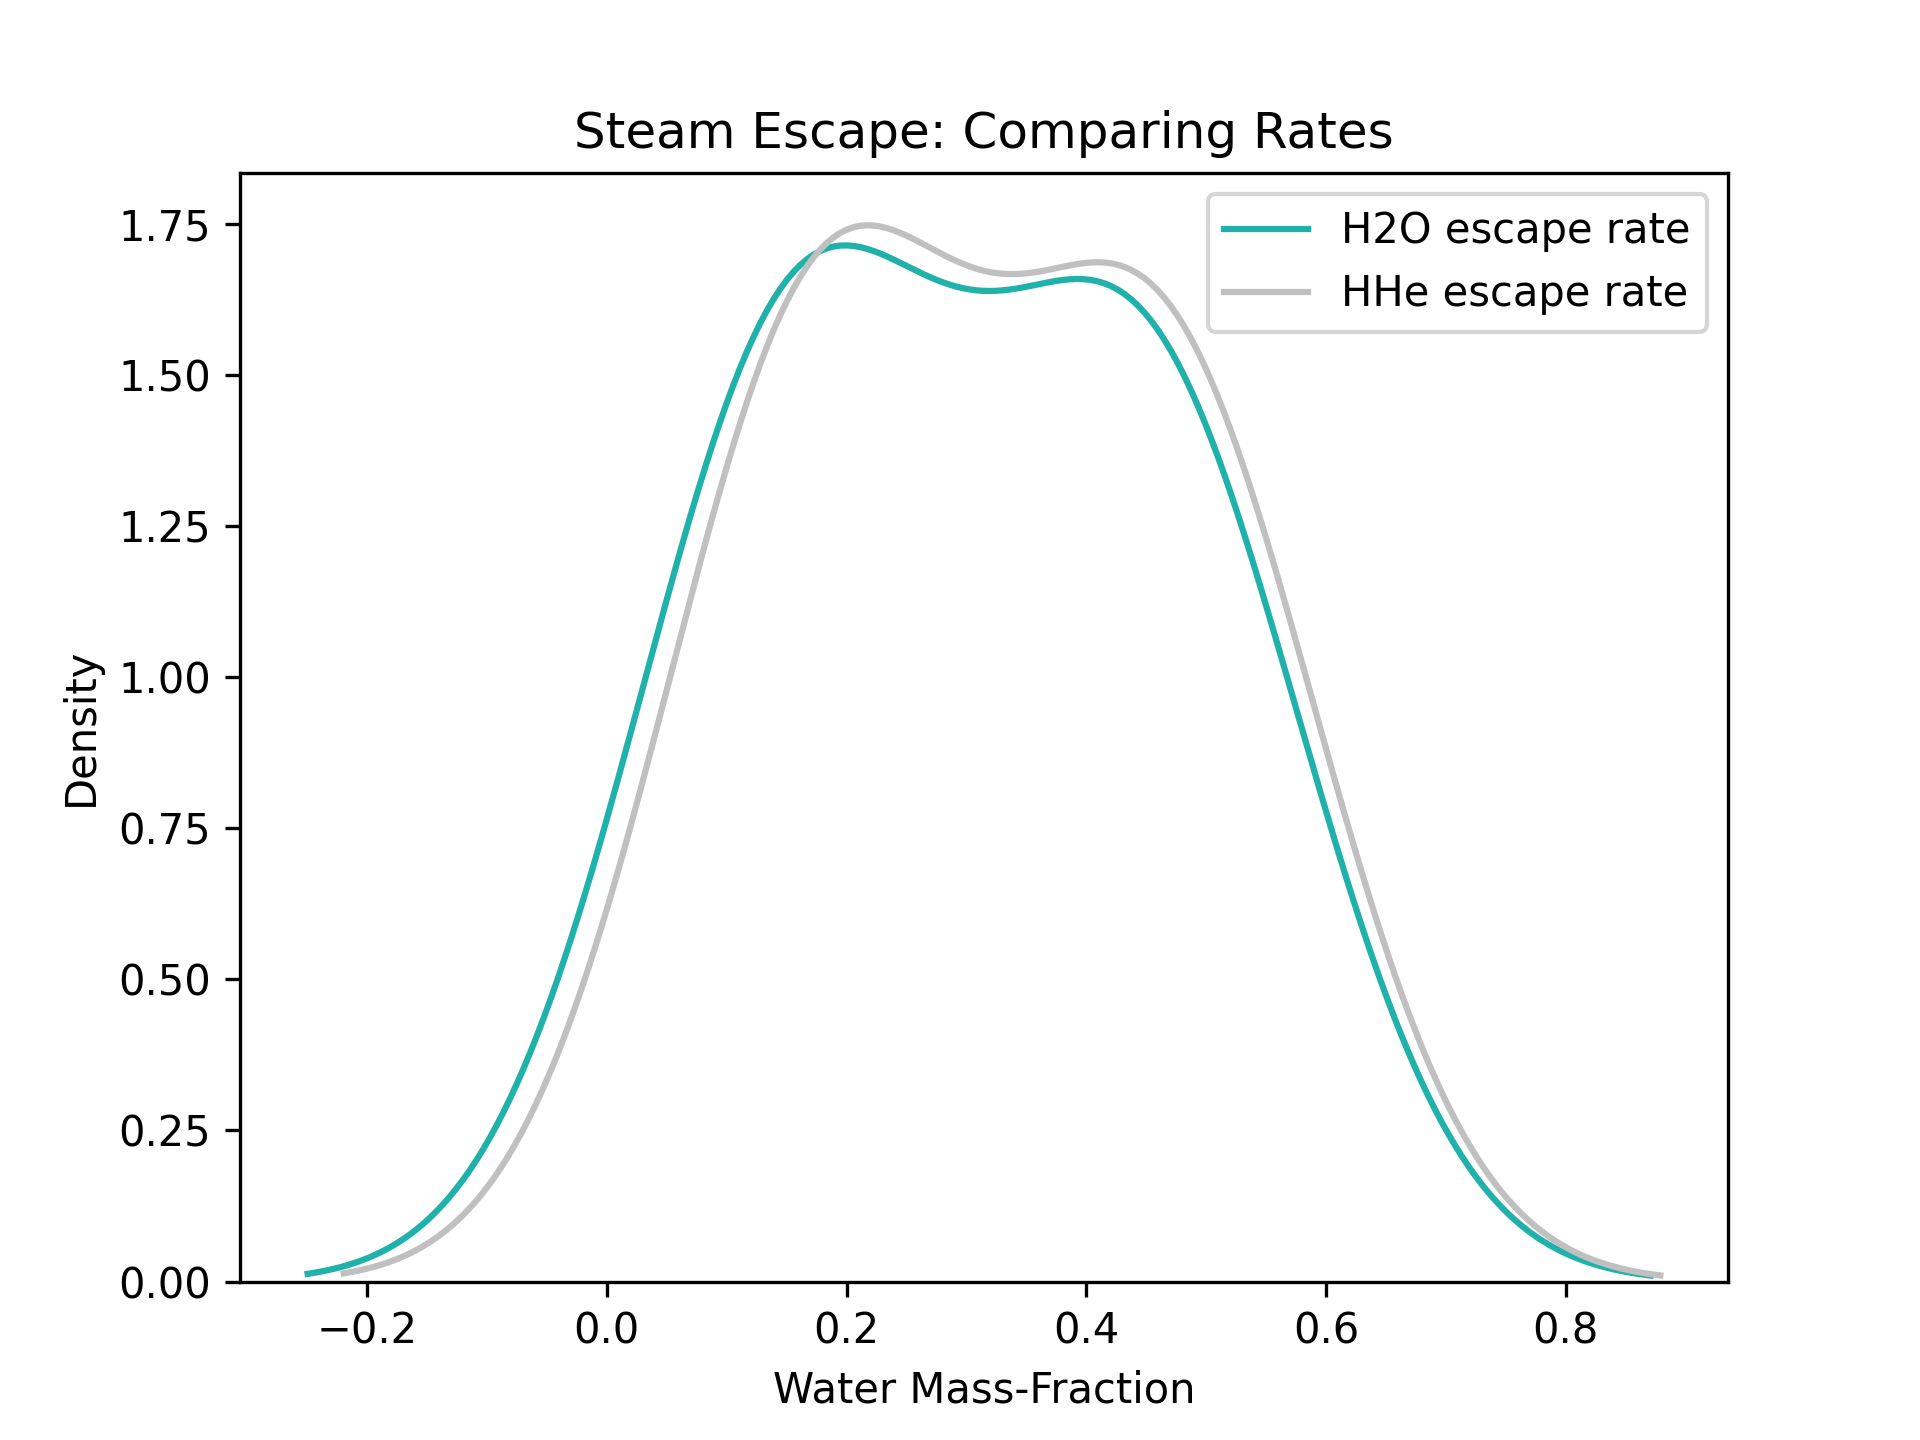 Steam Escape: Comparing Rates
H2O escape rate
HHe escape rate
1.75
1.50
1.25
1.00
0.75
0.50
0.25
0.00
Density
−0.2 0.0 0.2 0.4 0.6 0.8
Water Mass-Fraction